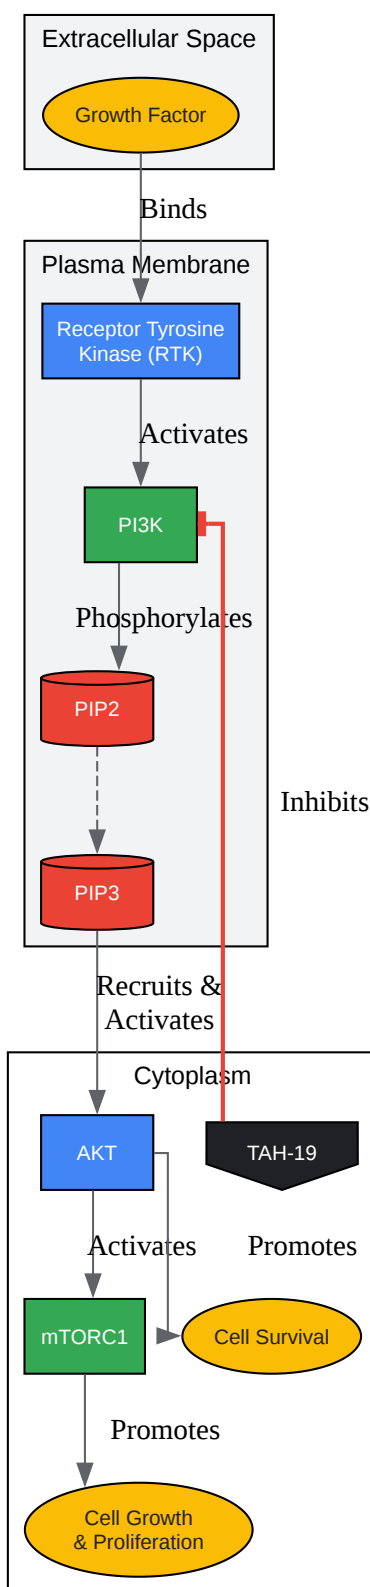 Extracellular Space
Growth Factor
Binds
Plasma Membrane
Receptor Tyrosine
Kinase (RTK)
Activates
PI3K
Phosphorylates
PIP2
Inhibits
PIP3
Recruits &
Activates
Cytoplasm
AKT
TAH-19
Activates
Promotes
mTORC1
Cell Survival
Promotes
Cell Growth
& Proliferation